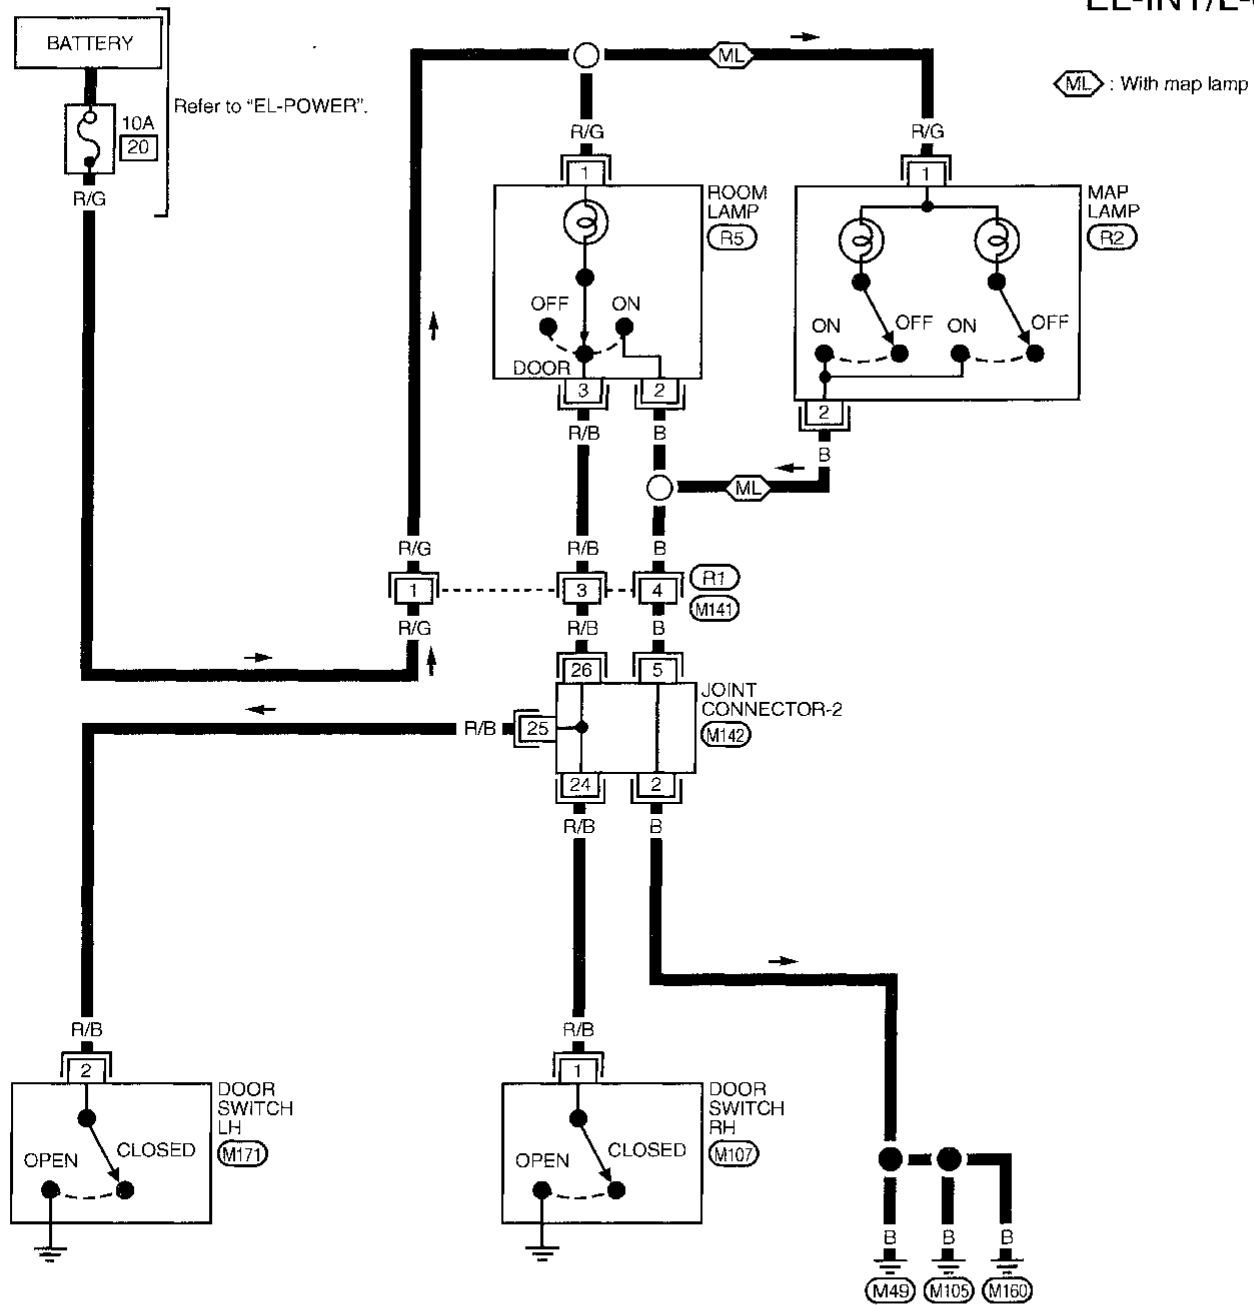 BATTERY
Refer to "EL-POWER".
10A
20
R/G
ML
ML : With map lamp
R/G
R/G
1
1
ROOM
LAMP
R5
MAP
LAMP
R2
OFF
ON
DOOR
ON
OFF
ON
OFF
3
2
2
R/B
B
B
ML
R/G
R/B
B
1
3
4
R1
M141
R/G
R/B
B
26
5
JOINT
CONNECTOR-2
M142
R/B
25
24
2
R/B
B
R/B
R/B
2
1
DOOR
SWITCH
LH
M171
OPEN
CLOSED
DOOR
SWITCH
RH
M107
OPEN
CLOSED
B
B
B
M49
M105
M160